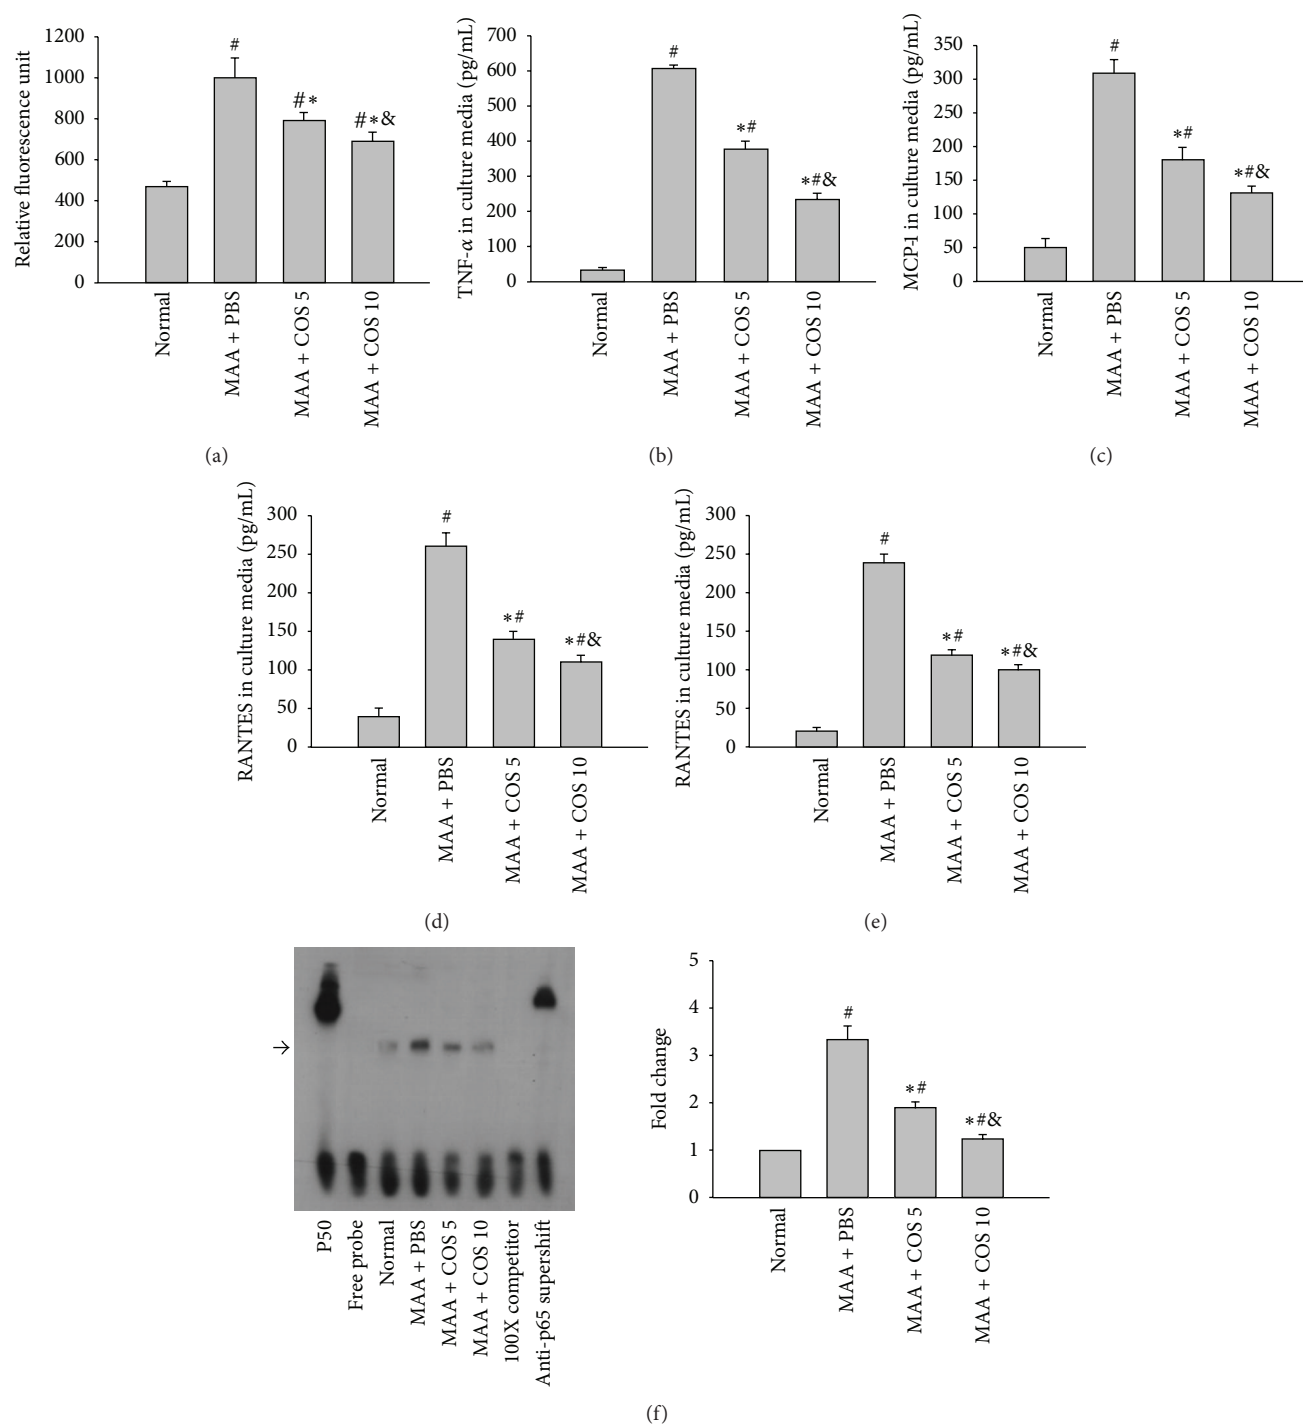 Relative fluorescence unit
1200
1000
800
600
400
200
0
#
#*
#*&
Normal
MAA + PBS
MAA + COS 5
MAA + COS 10
(a)
TNF-α in culture media (pg/mL)
700
600
500
400
300
200
100
0
#
*#
*#&
Normal
MAA + PBS
MAA + COS 5
MAA + COS 10
(b)
MCP-1 in culture media (pg/mL)
350
300
250
200
150
100
50
0
#
*#
*#&
Normal
MAA + PBS
MAA + COS 5
MAA + COS 10
(c)
RANTES in culture media (pg/mL)
300
250
200
150
100
50
0
#
*#
*#&
Normal
MAA + PBS
MAA + COS 5
MAA + COS 10
(d)
RANTES in culture media (pg/mL)
300
250
200
150
100
50
0
#
*#
*#&
Normal
MAA + PBS
MAA + COS 5
MAA + COS 10
(e)
→
P50
Free probe
Normal
MAA + PBS
MAA + COS 5
MAA + COS 10
100X competitor
Anti-p65 supershift
Fold change
5
4
3
2
1
0
#
*#
*#&
Normal
MAA + PBS
MAA + COS 5
MAA + COS 10
(f)